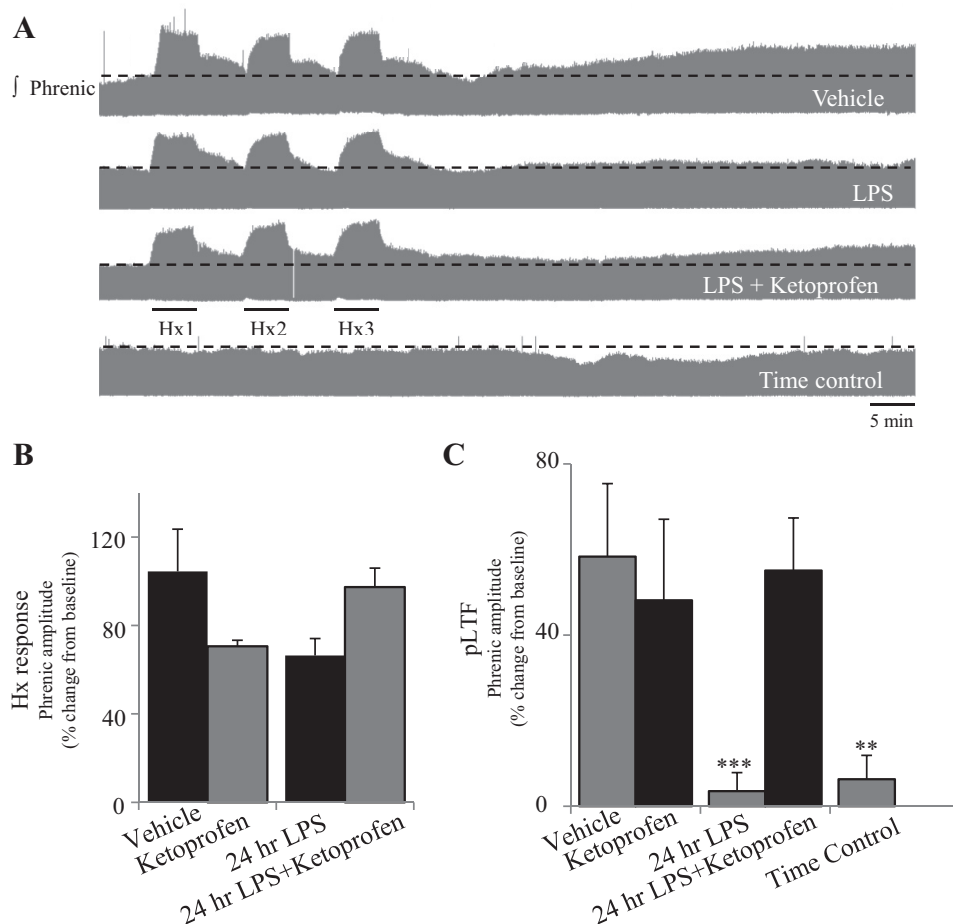 A
∫ Phrenic
Vehicle
LPS
LPS + Ketoprofen
Hx1 Hx2 Hx3
Time control
5 min
B
Hx response
Phrenic amplitude
(% change from baseline)
120
80
40
0
Vehicle
Ketoprofen
24 hr LPS
24 hr LPS+Ketoprofen
C
pLTF
Phrenic amplitude
(% change from baseline)
80
40
0
***
**
Vehicle
Ketoprofen
24 hr LPS
24 hr LPS+Ketoprofen
Time Control